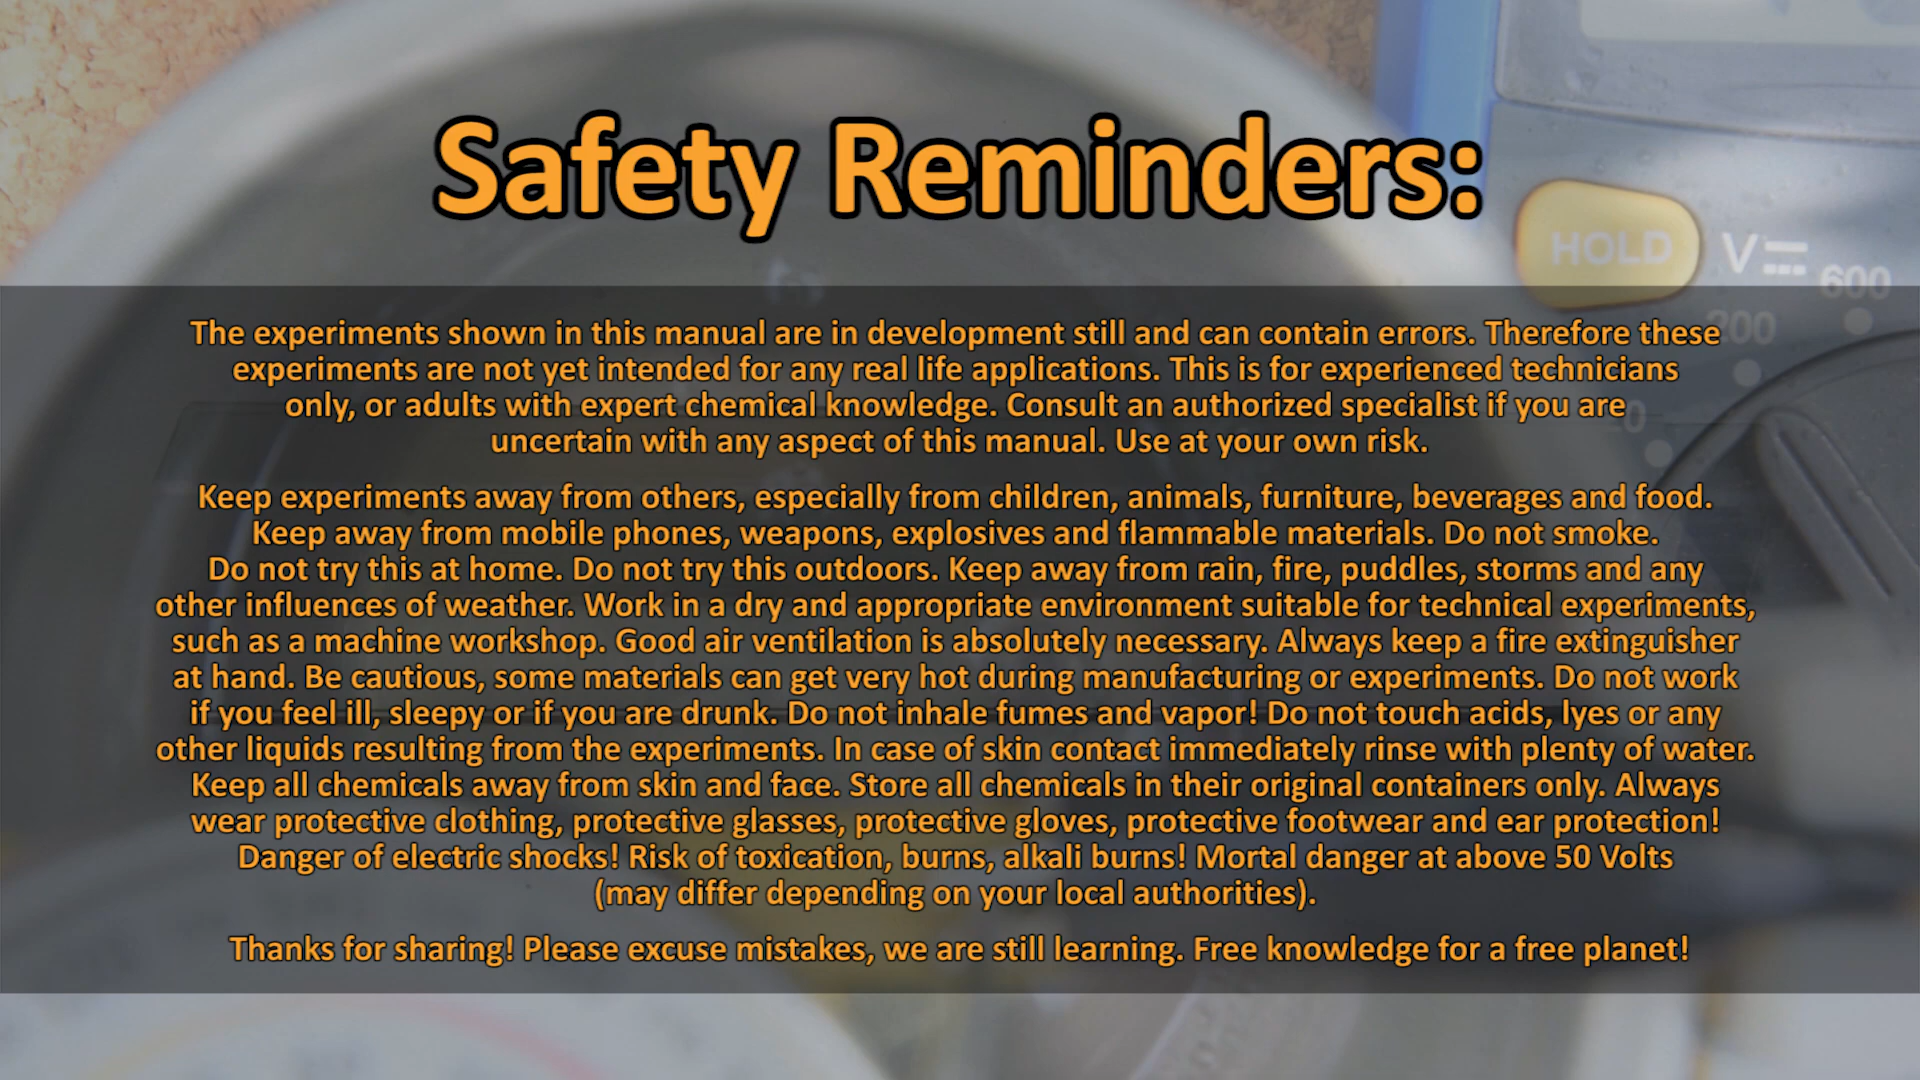 Safety Reminders:
HOLD
V
600
200
The experiments shown in this manual are in development still and can contain errors. Therefore these
experiments are not yet intended for any real life applications. This is for experienced technicians
only, or adults with expert chemical knowledge. Consult an authorized specialist if you are
uncertain with any aspect of this manual. Use at your own risk.
Keep experiments away from others, especially from children, animals, furniture, beverages and food.
Keep away from mobile phones, weapons, explosives and flammable materials. Do not smoke.
Do not try this at home. Do not try this outdoors. Keep away from rain, fire, puddles, storms and any
other influences of weather. Work in a dry and appropriate environment suitable for technical experiments,
such as a machine workshop. Good air ventilation is absolutely necessary. Always keep a fire extinguisher
at hand. Be cautious, some materials can get very hot during manufacturing or experiments. Do not work
if you feel ill, sleepy or if you are drunk. Do not inhale fumes and vapor! Do not touch acids, lyes or any
other liquids resulting from the experiments. In case of skin contact immediately rinse with plenty of water.
Keep all chemicals away from skin and face. Store all chemicals in their original containers only. Always
wear protective clothing, protective glasses, protective gloves, protective footwear and ear protection!
Danger of electric shocks! Risk of toxication, burns, alkali burns! Mortal danger at above 50 Volts
(may differ depending on your local authorities).
Thanks for sharing! Please excuse mistakes, we are still learning. Free knowledge for a free planet!